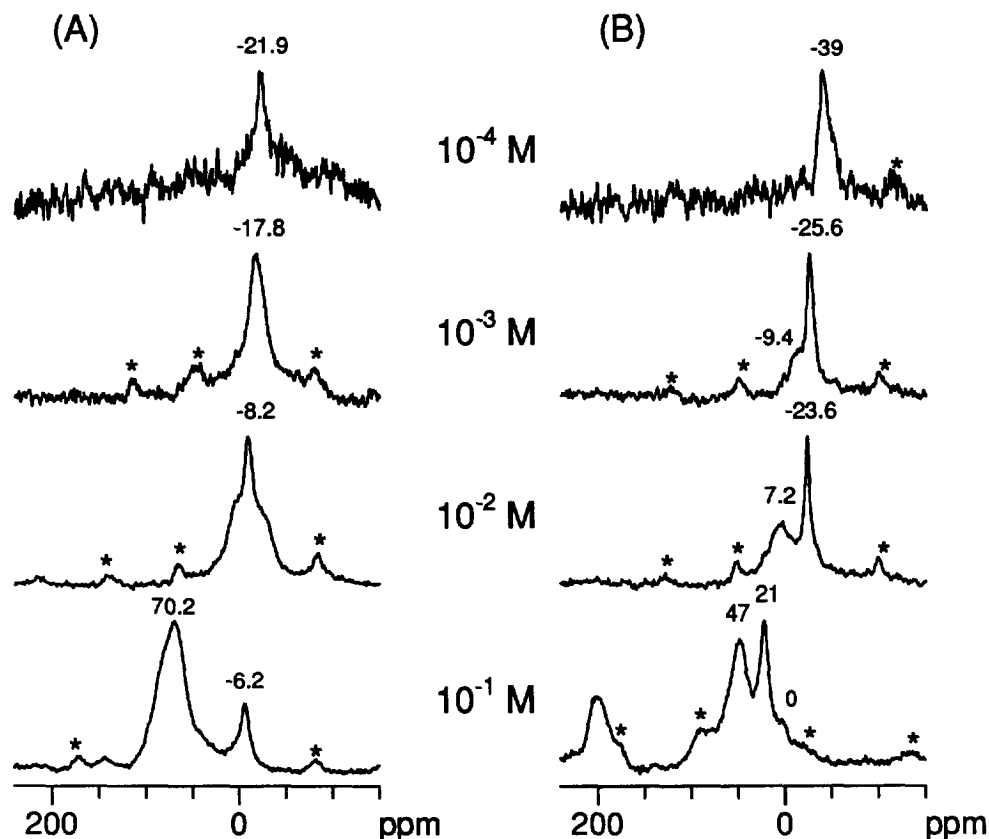 (A) (B)
-21.9 -39
10-4 M
*
-17.8 -25.6
10-3 M
-9.4
* * * * * *
-8.2 -23.6
10-2 M
7.2
* * * * * *
70.2 21
47
-6.2 10-1 M 0
* * * * * *
200 0 ppm 200 0 ppm